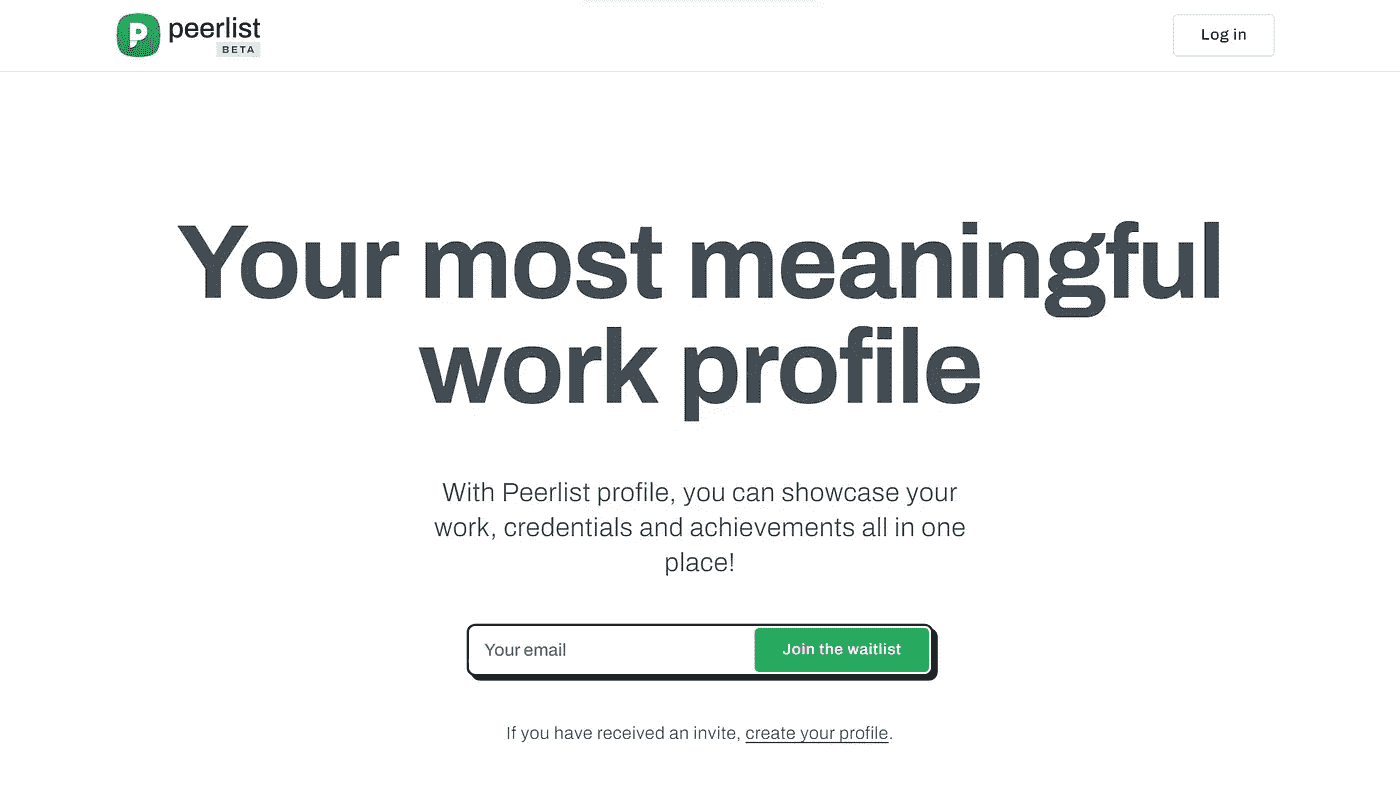 peerlist
BETA
Log in
Your most meaningful
work profile
With Peerlist profile, you can showcase your
work, credentials and achievements all in one
place!
Your email
Join the waitlist
If you have received an invite, create your profile.